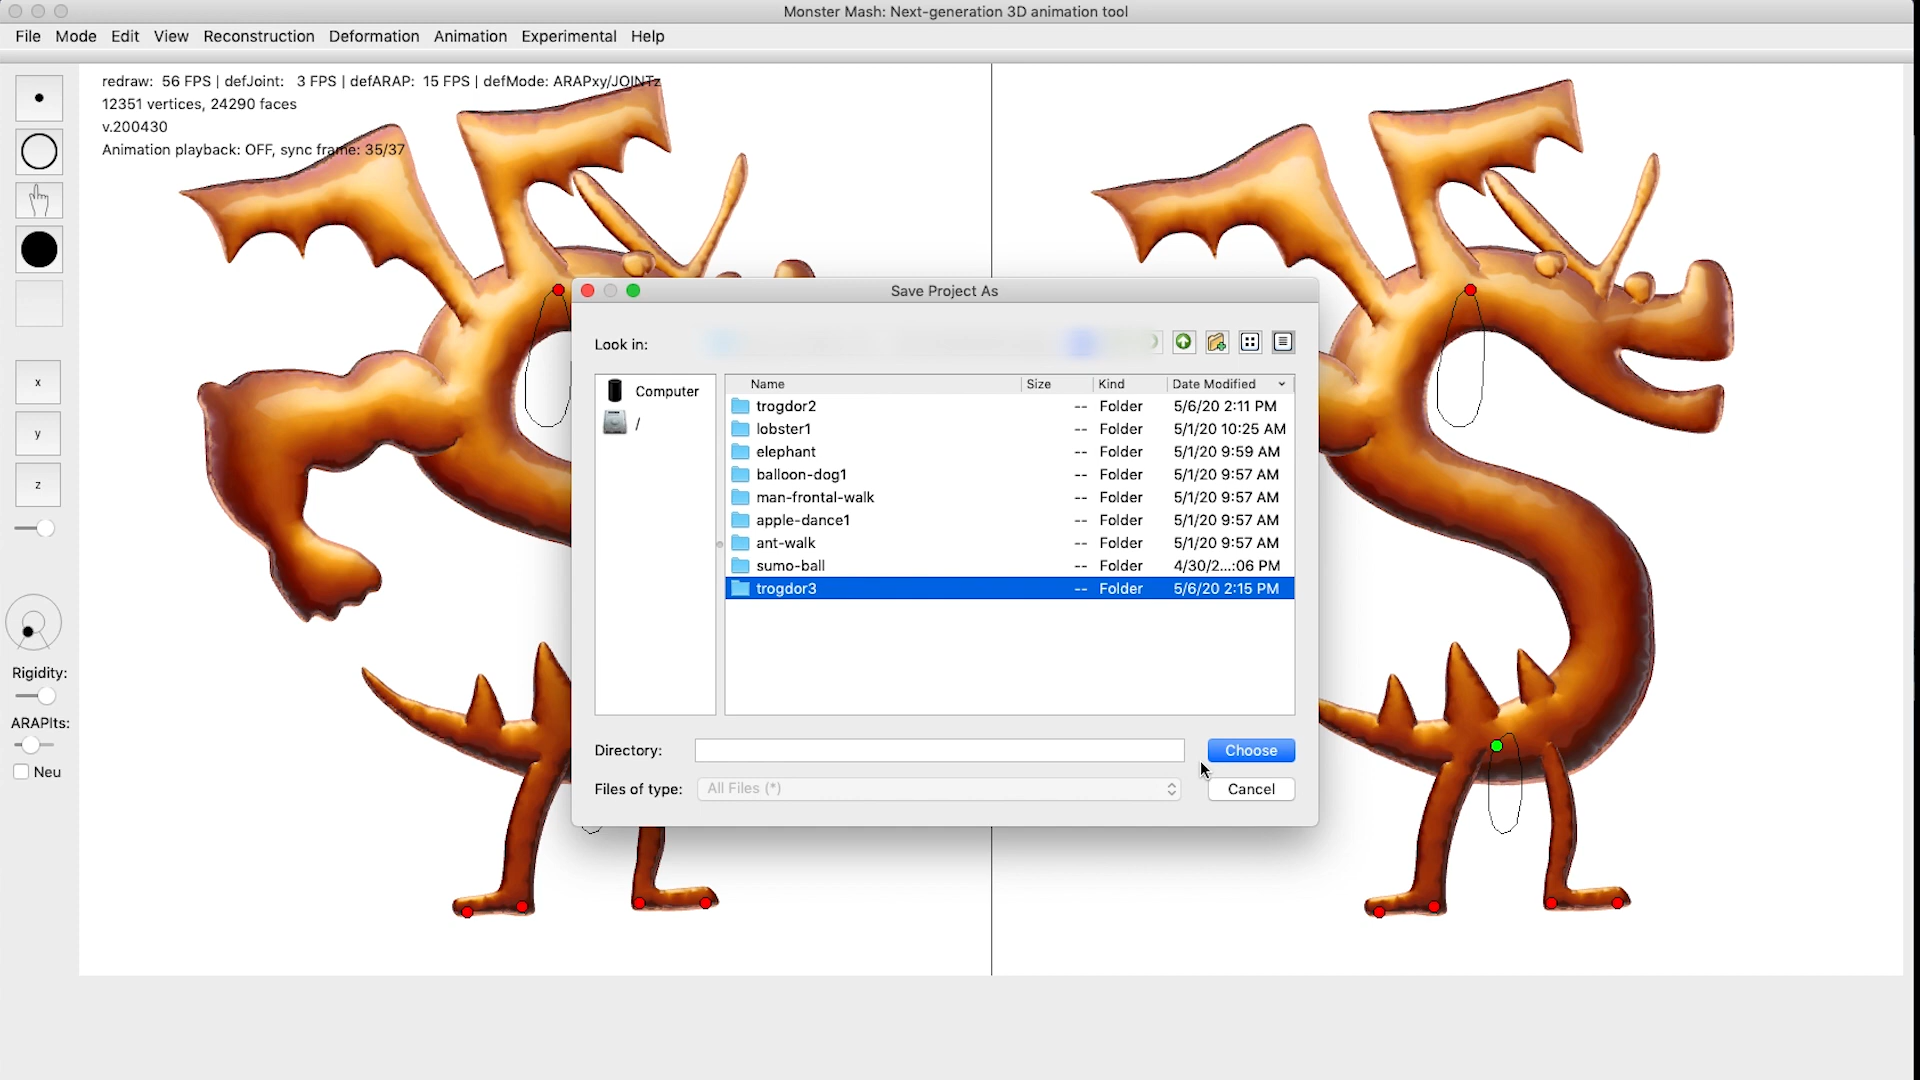 Monster Mash: Next-generation 3D animation tool
File Mode Edit View Reconstruction Deformation Animation Experimental Help
redraw: 56 FPS | defJoint: 3 FPS | defARAP: 15 FPS | defMode: ARAPxy/JOINTz
12351 vertices, 24290 faces
v.200430
Animation playback: OFF, sync frame: 35/37
x
y
z
Rigidity:
ARAPIts:
Neu
Save Project As
Look in:
Computer
/
Name Size Kind Date Modified
trogdor2 -- Folder 5/6/20 2:11 PM
lobster1 -- Folder 5/1/20 10:25 AM
elephant -- Folder 5/1/20 9:59 AM
balloon-dog1 -- Folder 5/1/20 9:57 AM
man-frontal-walk -- Folder 5/1/20 9:57 AM
apple-dance1 -- Folder 5/1/20 9:57 AM
ant-walk -- Folder 5/1/20 9:57 AM
sumo-ball -- Folder 4/30/2...:06 PM
trogdor3 -- Folder 5/6/20 2:15 PM
Directory: Choose
Files of type: All Files (*) Cancel